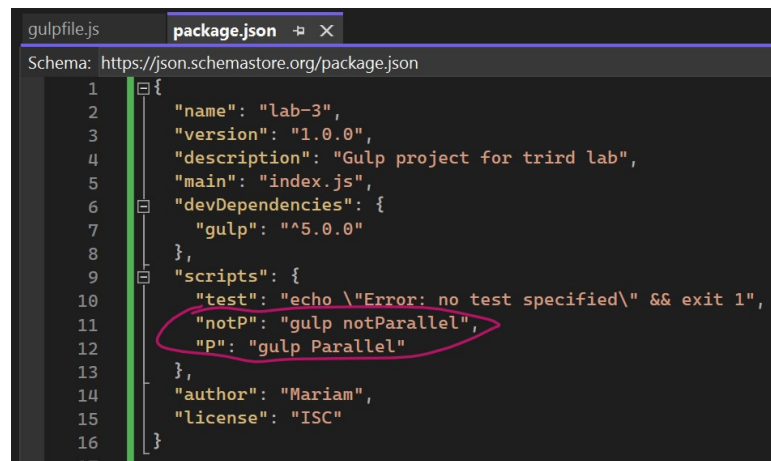 gulpfile.js package.json
Schema: https://json.schemastore.org/package.json
1 {
2 "name": "lab-3",
3 "version": "1.0.0",
4 "description": "Gulp project for trird lab",
5 "main": "index.js",
6 "devDependencies": {
7 "gulp": "^5.0.0"
8 },
9 "scripts": {
10 "test": "echo \"Error: no test specified\" && exit 1",
11 "notP": "gulp notParallel",
12 "P": "gulp Parallel"
13 },
14 "author": "Mariam",
15 "license": "ISC"
16 }